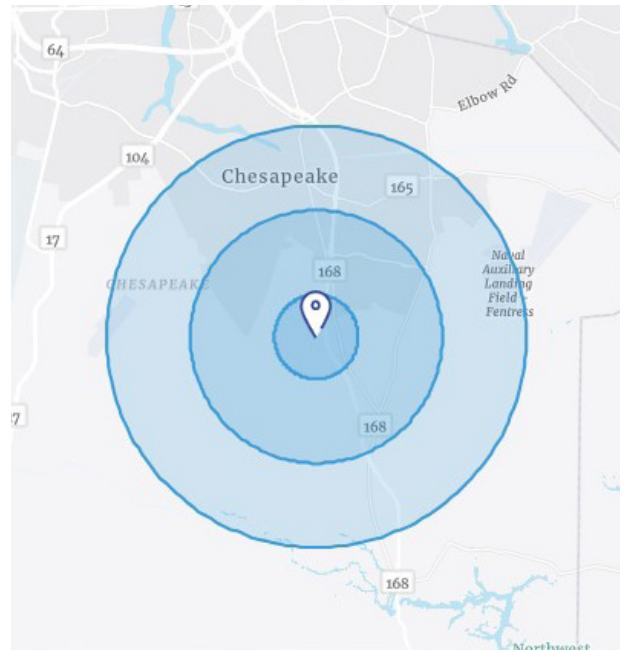 64
Elbow Rd
104
Chesapeake
165
17
Naval
Auxiliary
Landing
Field -
Fentress
168
CHESAPEAKE
168
168
Northwest